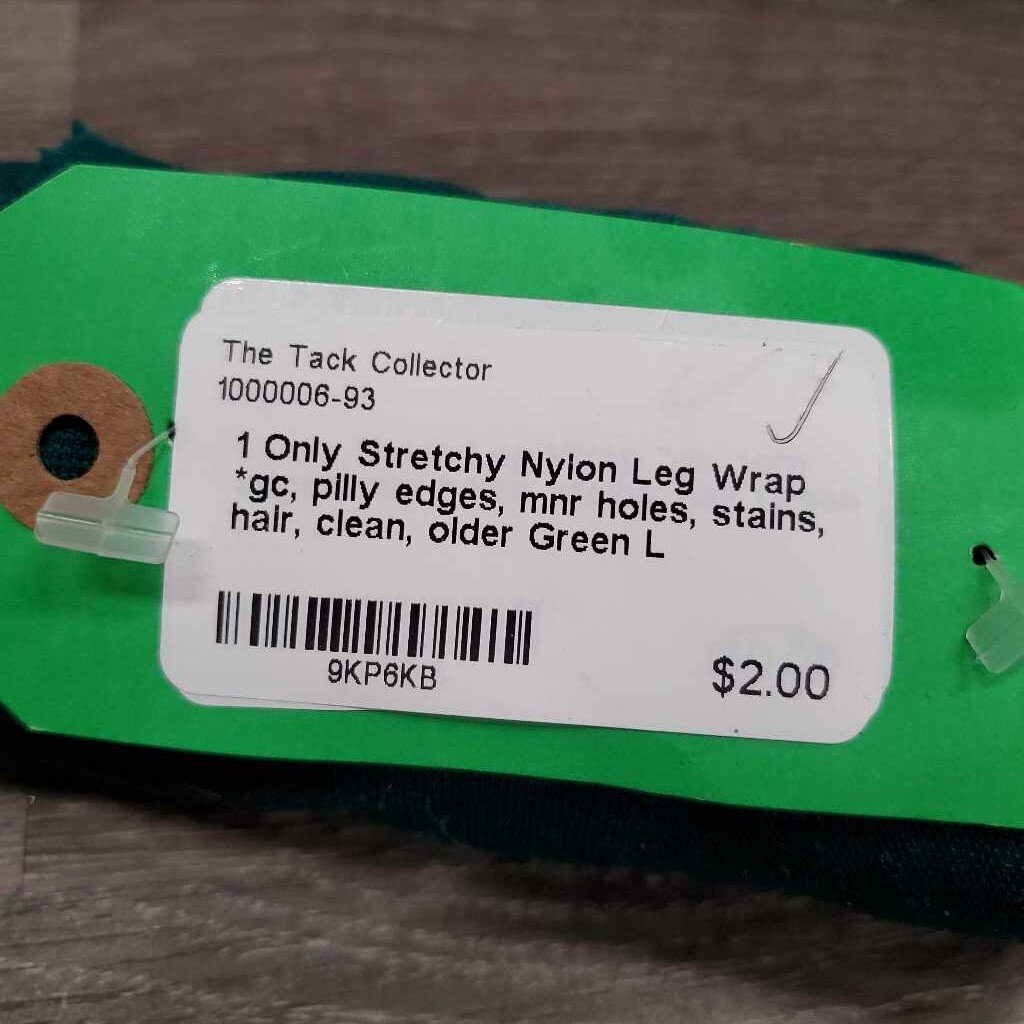 The Tack Collector
1000006-93
1 Only Stretchy Nylon Leg Wrap
*gc, pilly edges, mnr holes, stains,
hair, clean, older Green L
9KP6KB
$2.00